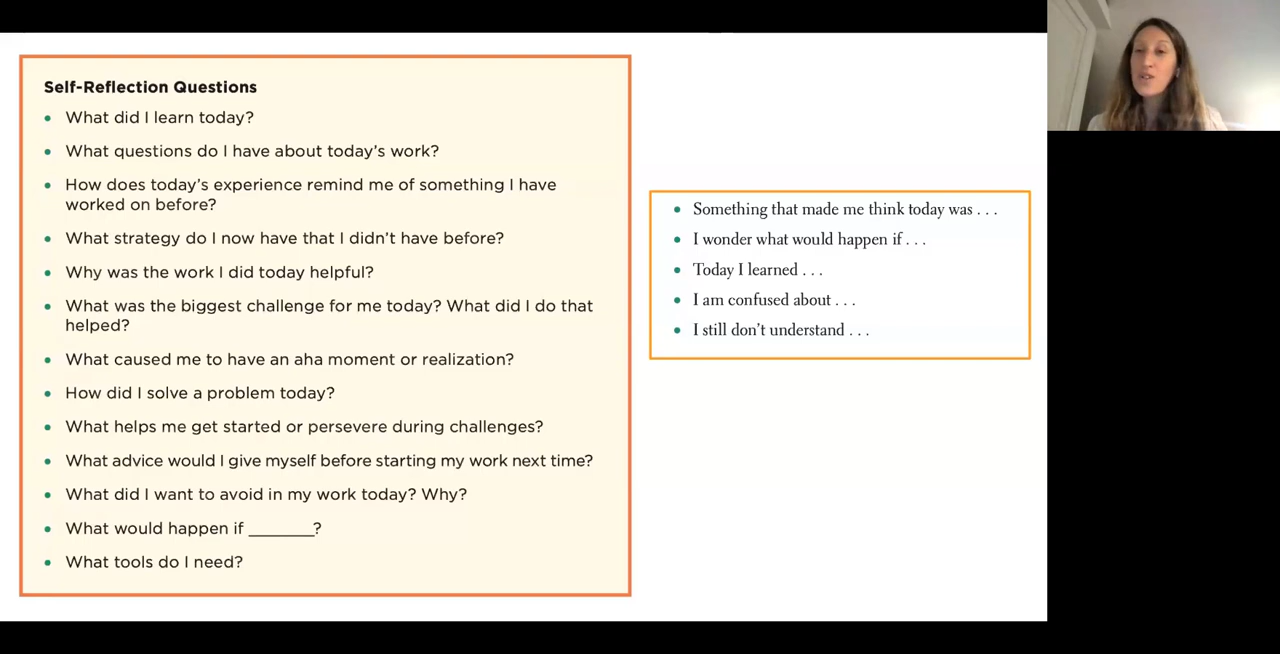 Self-Reflection Questions
• What did I learn today?
• What questions do I have about today’s work?
• How does today’s experience remind me of something I have
worked on before?
• What strategy do I now have that I didn’t have before?
• Why was the work I did today helpful?
• What was the biggest challenge for me today? What did I do that
helped?
• What caused me to have an aha moment or realization?
• How did I solve a problem today?
• What helps me get started or persevere during challenges?
• What advice would I give myself before starting my work next time?
• What did I want to avoid in my work today? Why?
• What would happen if _______?
• What tools do I need?
• Something that made me think today was . . .
• I wonder what would happen if . . .
• Today I learned . . .
• I am confused about . . .
• I still don’t understand . . .